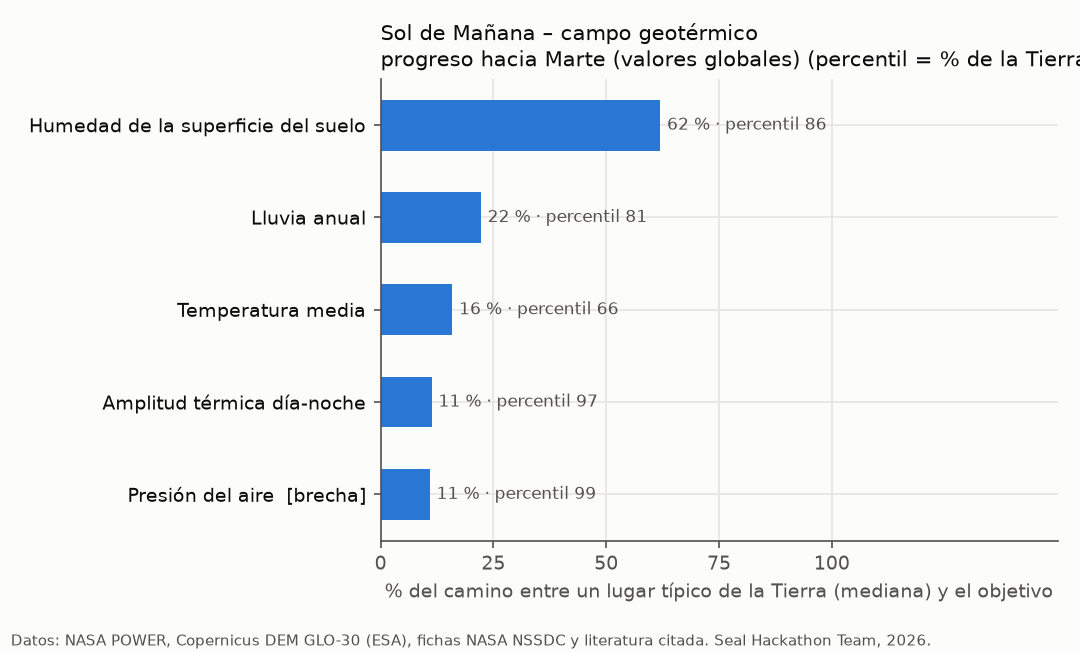 Sol de Mañana – campo geotérmico
progreso hacia Marte (valores globales) (percentil = % de la Tierra
Humedad de la superficie del suelo
62 % · percentil 86
Lluvia anual
22 % · percentil 81
Temperatura media
16 % · percentil 66
Amplitud térmica día-noche
11 % · percentil 97
Presión del aire [brecha]
11 % · percentil 99
0 25 50 75 100
% del camino entre un lugar típico de la Tierra (mediana) y el objetivo
Datos: NASA POWER, Copernicus DEM GLO-30 (ESA), fichas NASA NSSDC y literatura citada. Seal Hackathon Team, 2026.